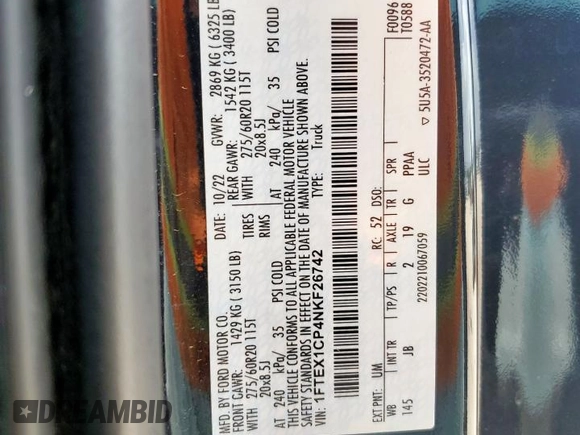 MFD. BY FORD MOTOR CO.
DATE: 10/22 GVWR: 2869 KG ( 6325 LB
FRONT GAWR: 1429 KG ( 3150 LB)
REAR GAWR: 1542 KG ( 3400 LB)
WITH 275/60R20 115T TIRES WITH 275/60R20 115T
20x8.5J RIMS 20x8.5J
AT 240 kPa/ 35 PSI COLD AT 240 kPa/ 35 PSI COLD
THIS VEHICLE CONFORMS TO ALL APPLICABLE FEDERAL MOTOR VEHICLE
SAFETY STANDARDS IN EFFECT ON THE DATE OF MANUFACTURE SHOWN ABOVE.
VIN: 1FTEX1CP4NKF26742 TYPE: Truck
F0096
T0588
EXT PNT: UM RC: 52 DSO:
WB INT TR TP/PS R AXLE TR SPR
145 JB 2 19 G PPAA
ULC
2202210067059
5U5A-3520472-AA
DREAMBID